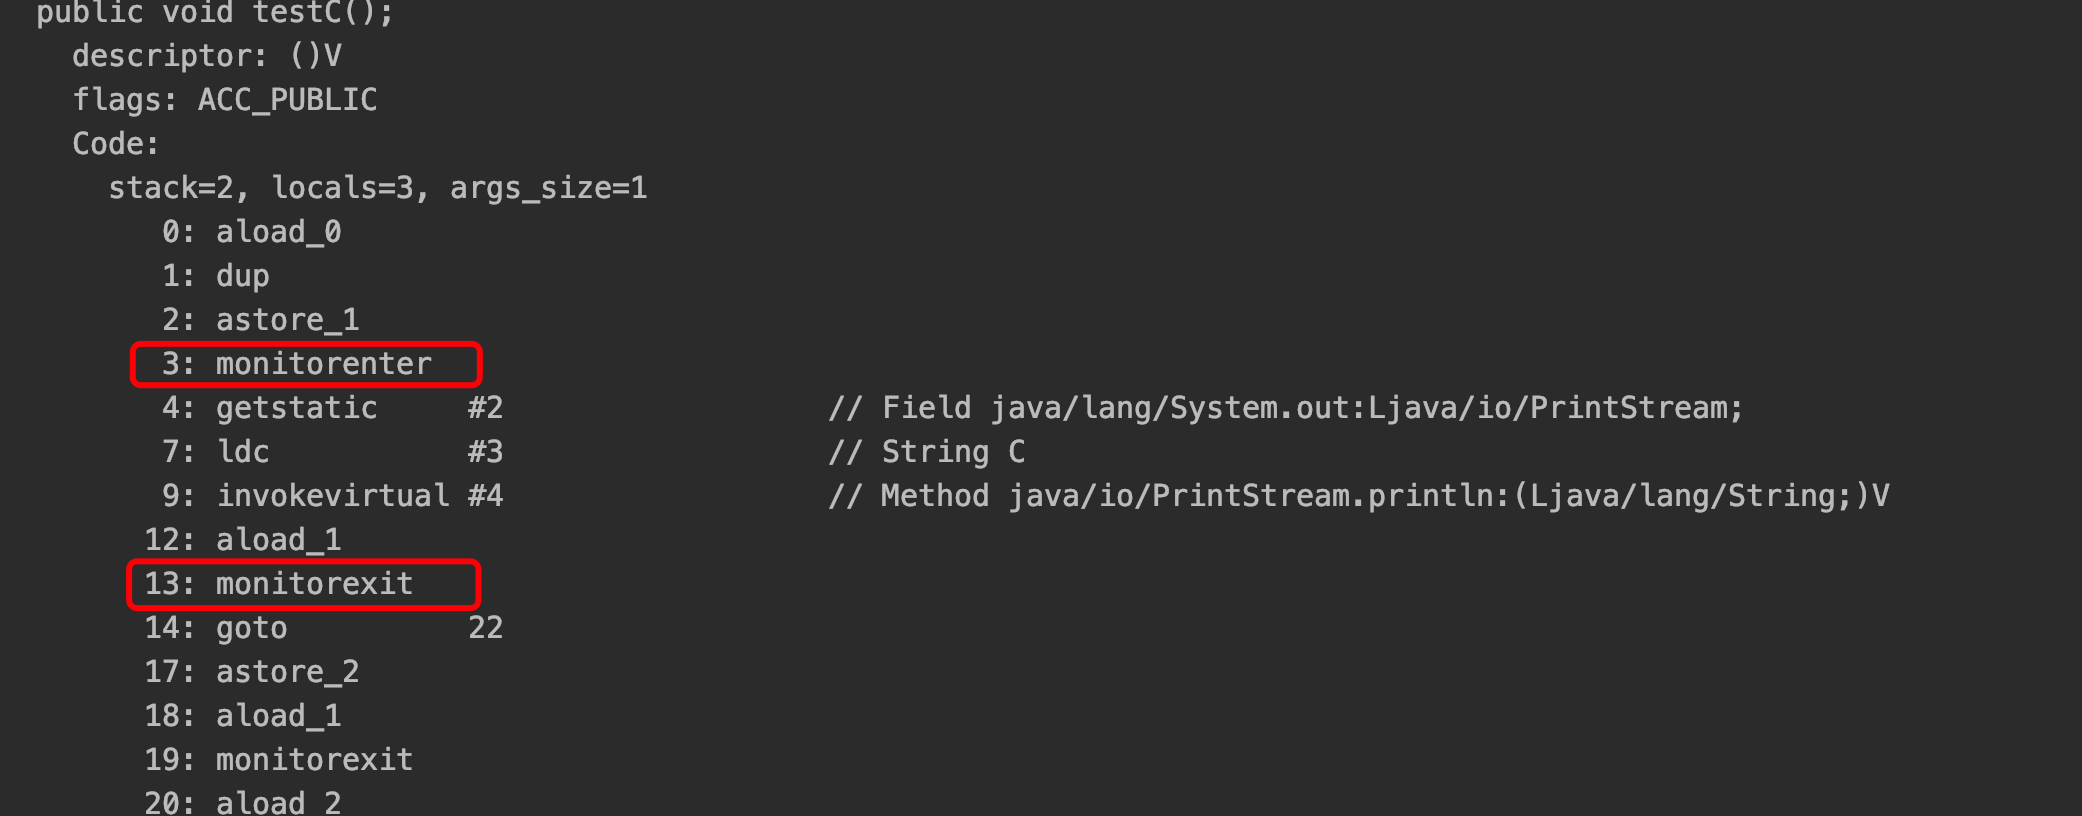 public void testC();
descriptor: ()V
flags: ACC_PUBLIC
Code:
stack=2, locals=3, args_size=1
0: aload_0
1: dup
2: astore_1
3: monitorenter
4: getstatic #2 // Field java/lang/System.out:Ljava/io/PrintStream;
7: ldc #3 // String C
9: invokevirtual #4 // Method java/io/PrintStream.println:(Ljava/lang/String;)V
12: aload_1
13: monitorexit
14: goto 22
17: astore_2
18: aload_1
19: monitorexit
20: aload_2